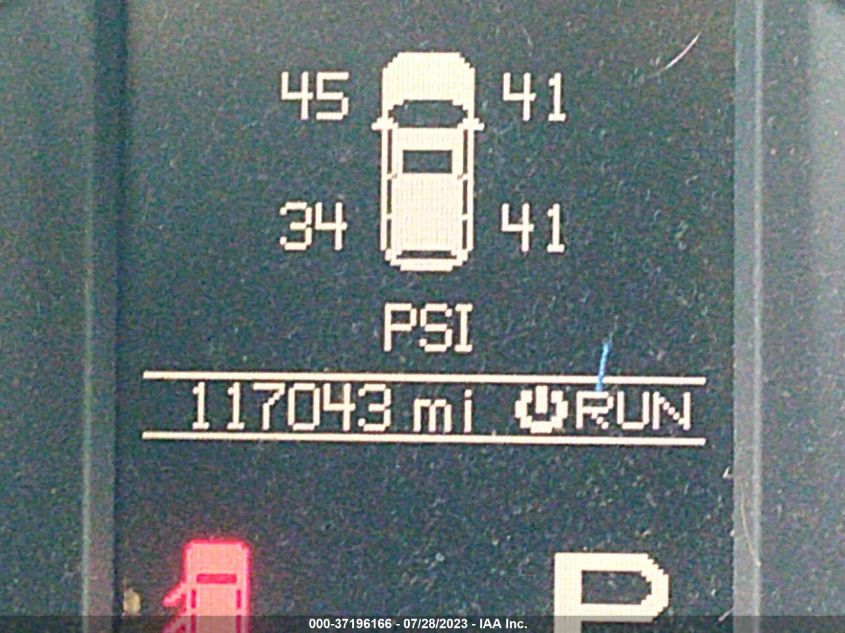 45 41
34 41
PSI
117043 mi RUN
P
000-37196166 - 07/28/2023 - IAA Inc.